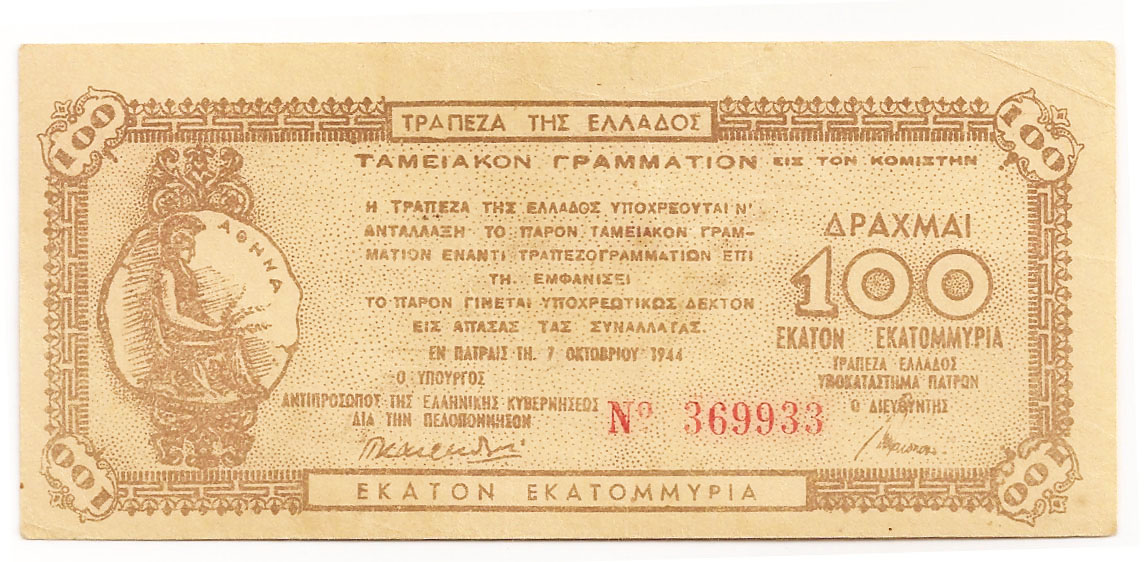 100
100
ΤΡΑΠΕΖΑ ΤΗΣ ΕΛΛΑΔΟΣ
ΤΑΜΕΙΑΚΟΝ ΓΡΑΜΜΑΤΙΟΝ ΕΙΣ ΤΟΝ ΚΟΜΙΣΤΗΝ
Η ΤΡΑΠΕΖΑ ΤΗΣ ΕΛΛΑΔΟΣ ΥΠΟΧΡΕΟΥΤΑΙ Ν'
ΑΝΤΑΛΛΑΞΗ ΤΟ ΠΑΡΟΝ ΤΑΜΕΙΑΚΟΝ ΓΡΑΜ-
ΜΑΤΙΟΝ ΕΝΑΝΤΙ ΤΡΑΠΕΖΟΓΡΑΜΜΑΤΙΩΝ ΕΠΙ
ΤΗ ΕΜΦΑΝΙΣΕΙ
ΤΟ ΠΑΡΟΝ ΓΙΝΕΤΑΙ ΥΠΟΧΡΕΩΤΙΚΩΣ ΔΕΚΤΟΝ
ΕΙΣ ΑΠΑΣΑΣ ΤΑΣ ΣΥΝΑΛΛΑΓΑΣ.
ΕΝ ΠΑΤΡΑΙΣ ΤΗ. 7 ΟΚΤΩΒΡΙΟΥ 1944
Ο ΥΠΟΥΡΓΟΣ
ΑΝΤΙΠΡΟΣΩΠΟΣ ΤΗΣ ΕΛΛΗΝΙΚΗΣ ΚΥΒΕΡΝΗΣΕΩΣ
ΔΙΑ ΤΗΝ ΠΕΛΟΠΟΝΝΗΣΟΝ
ΑΘΗΝΑ
ΔΡΑΧΜΑΙ
100
ΕΚΑΤΟΝ ΕΚΑΤΟΜΜΥΡΙΑ
ΤΡΑΠΕΖΑ ΕΛΛΑΔΟΣ
ΥΠΟΚΑΤΑΣΤΗΜΑ ΠΑΤΡΩΝ
Ο ΔΙΕΥΘΥΝΤΗΣ
Nº 369933
100
100
ΕΚΑΤΟΝ ΕΚΑΤΟΜΜΥΡΙΑ